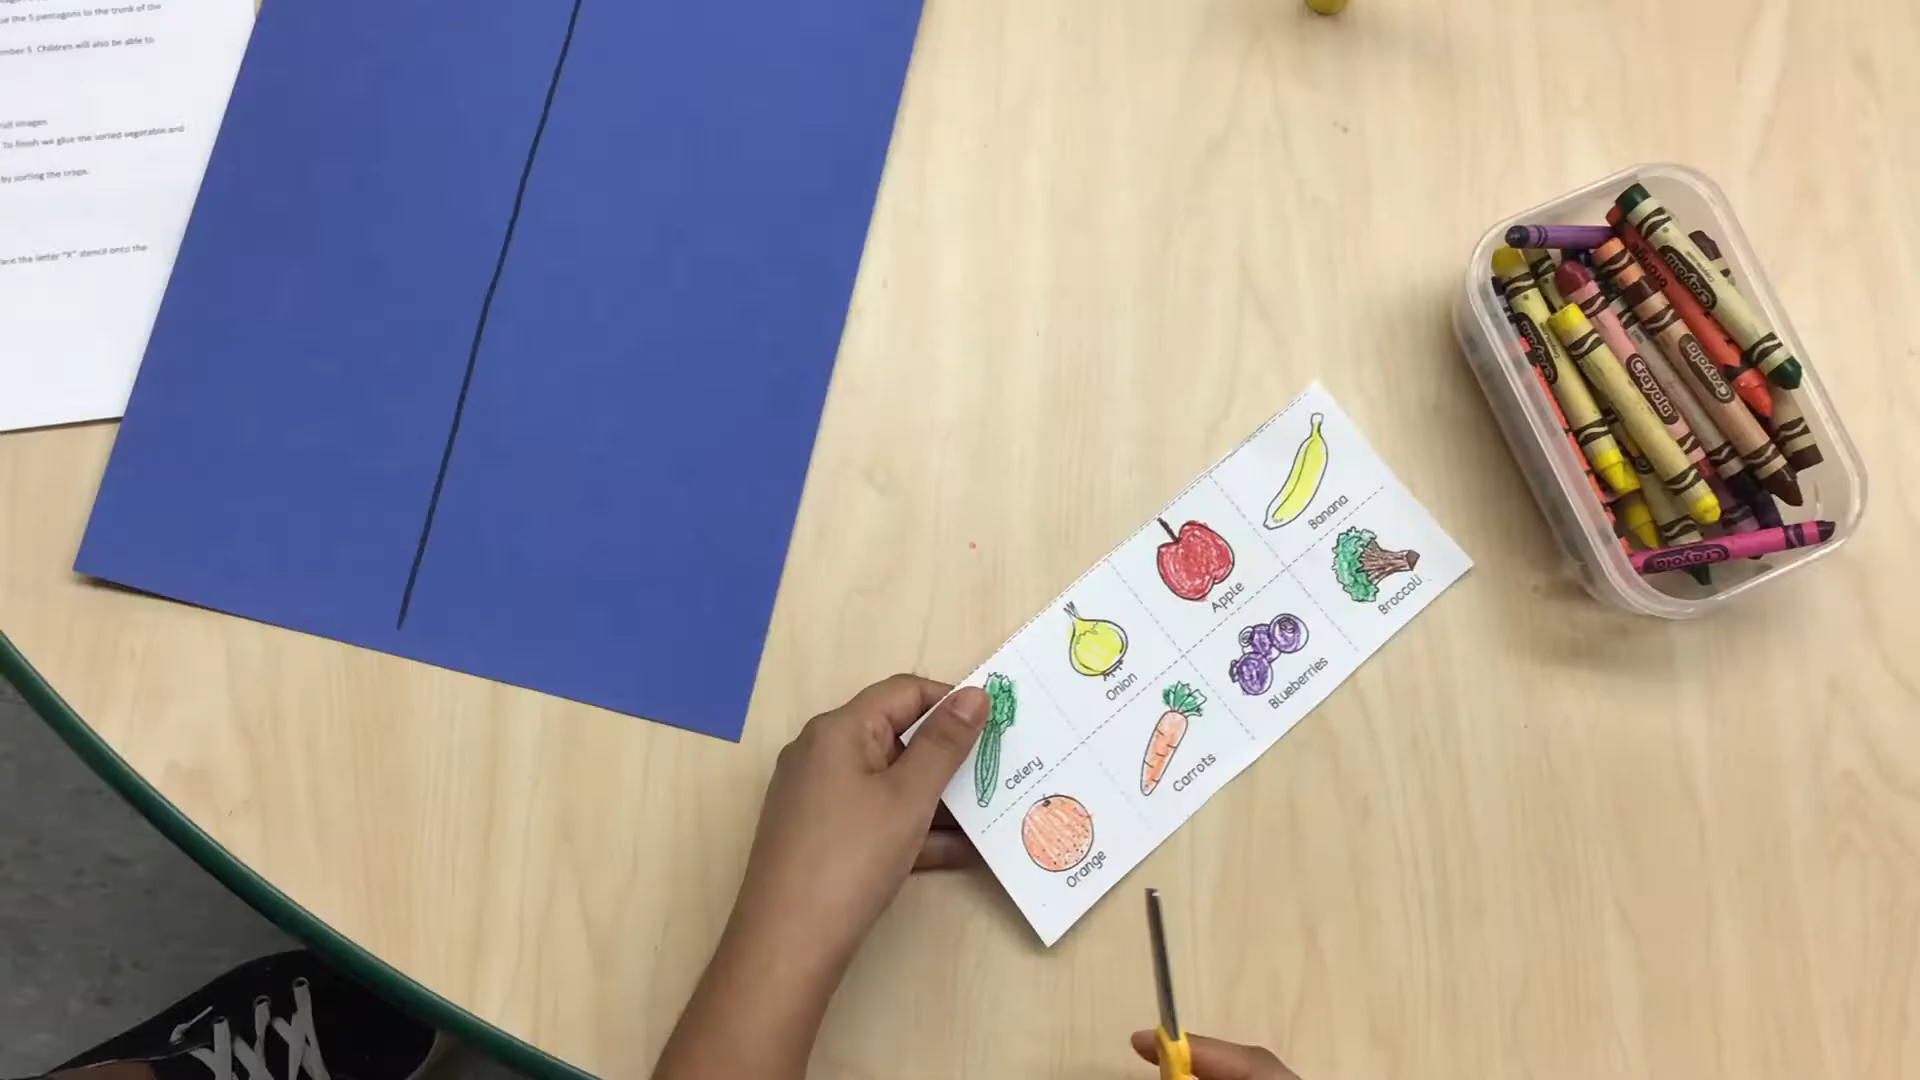 ue the 5 pentagons to the trunk of the
mber 5. Children will also be able to
images
To finish we glue the sorted vegetable and
by sorting the crops.
ace the letter "X" stencil onto the
Banana
Apple
Broccoli
Onion
Blueberries
Celery
Carrots
Orange
Crayola
Crayola
Crayola
Crayola